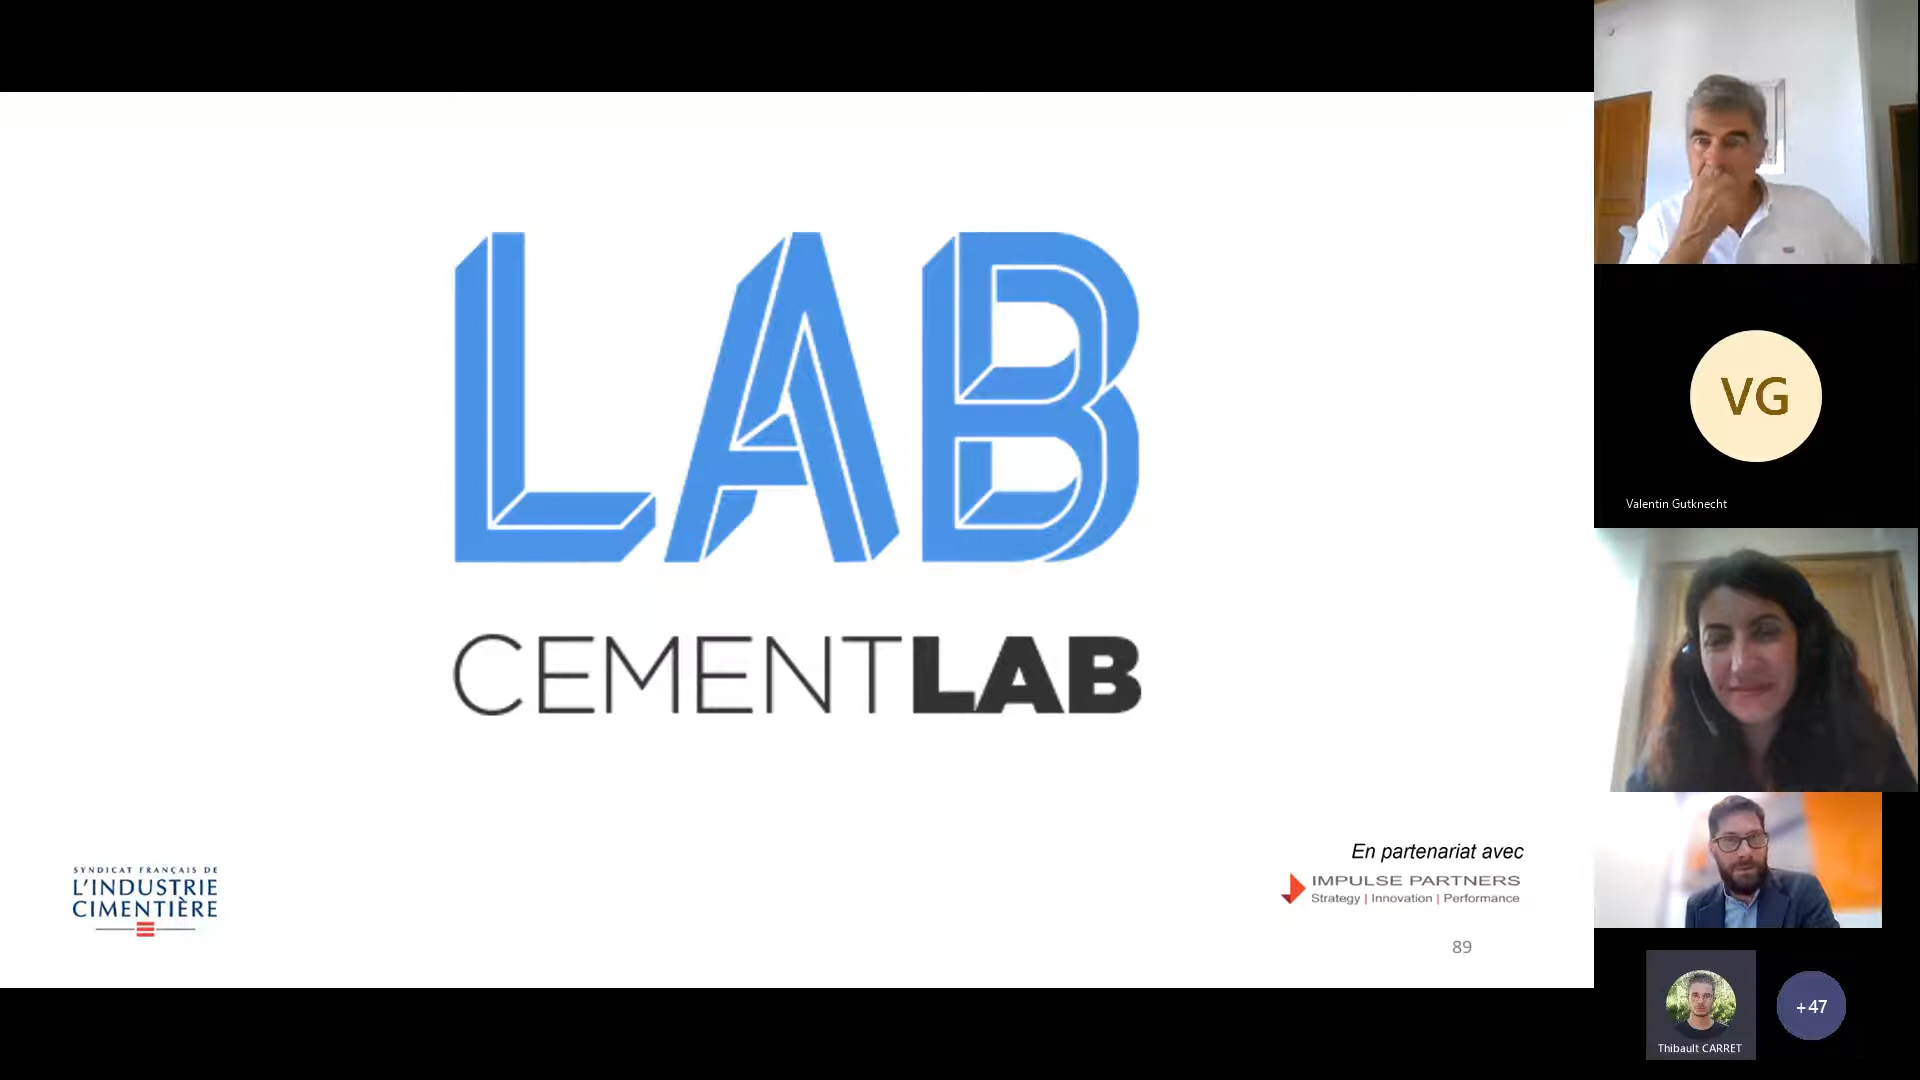 LAB
CEMENTLAB
SYNDICAT FRANÇAIS DE
L'INDUSTRIE
CIMENTIÈRE
En partenariat avec
IMPULSE PARTNERS
Strategy | Innovation | Performance
89
VG
Valentin Gutknecht
Thibault CARRET
+47